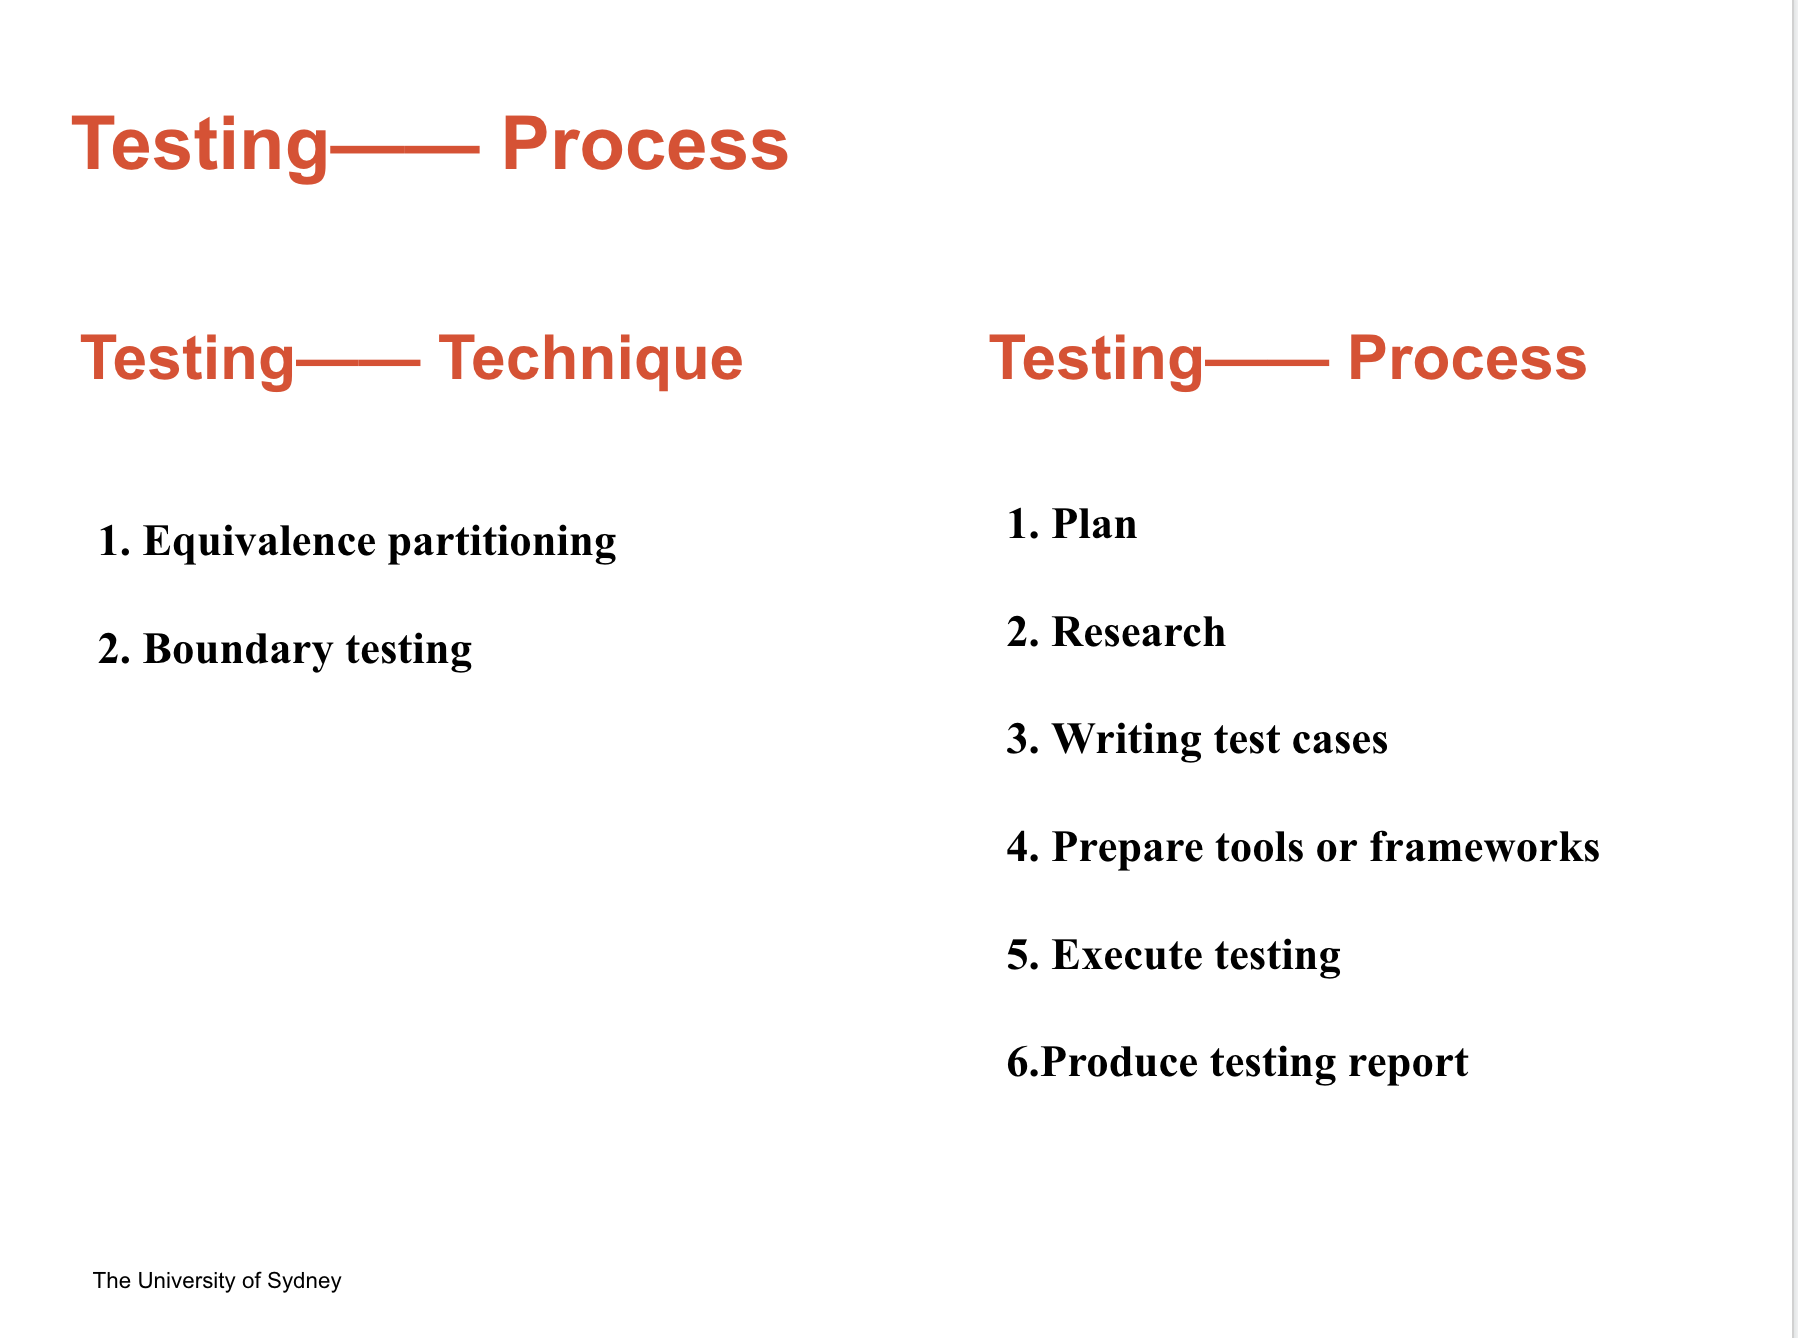 Testing—— Process
Testing—— Technique
1. Equivalence partitioning
2. Boundary testing
Testing—— Process
1. Plan
2. Research
3. Writing test cases
4. Prepare tools or frameworks
5. Execute testing
6.Produce testing report
The University of Sydney